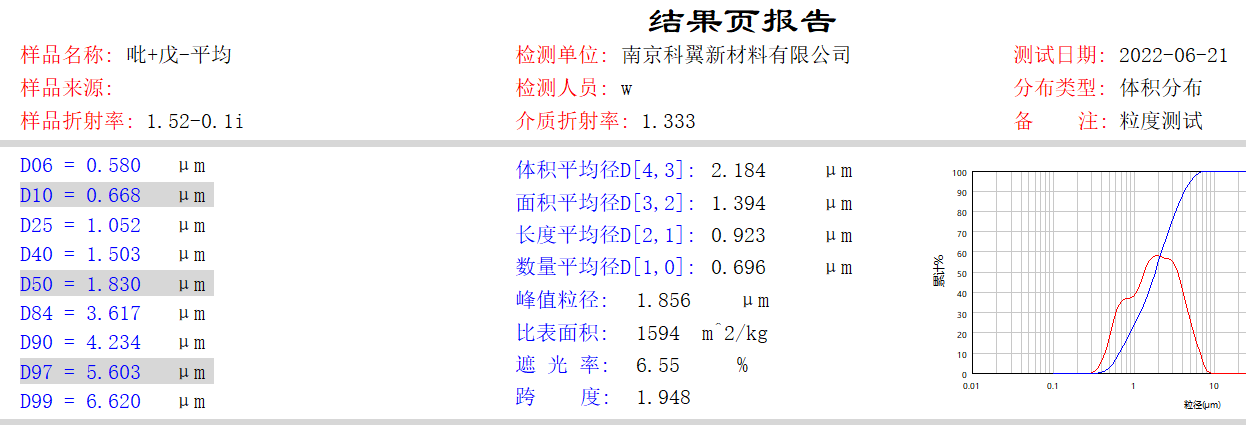 结果页报告
样品名称: 吡+戊-平均 检测单位: 南京科翼新材料有限公司 测试日期: 2022-06-21
样品来源: 检测人员: w 分布类型: 体积分布
样品折射率: 1.52-0.1i 介质折射率: 1.333 备 注: 粒度测试
D06 = 0.580 μm
D10 = 0.668 μm
D25 = 1.052 μm
D40 = 1.503 μm
D50 = 1.830 μm
D84 = 3.617 μm
D90 = 4.234 μm
D97 = 5.603 μm
D99 = 6.620 μm
体积平均径D[4,3]: 2.184 μm
面积平均径D[3,2]: 1.394 μm
长度平均径D[2,1]: 0.923 μm
数量平均径D[1,0]: 0.696 μm
峰值粒径: 1.856 μm
比表面积: 1594 m^2/kg
遮 光 率: 6.55 %
跨 度: 1.948
累计%
100
90
80
70
60
50
40
30
20
10
0
0.01 0.1 1 10
粒径(μm)